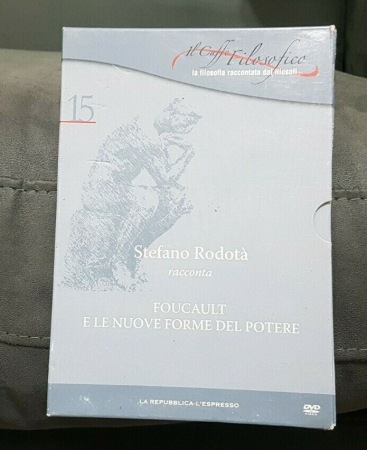 Il Caffè Filosofico
la filosofia raccontata dai filosofi
15
Stefano Rodotà
racconta
FOUCAULT
E LE NUOVE FORME DEL POTERE
LA REPUBBLICA-L'ESPRESSO
DVD